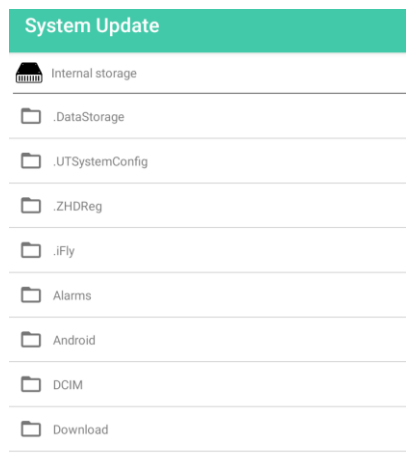 System Update
Internal storage
.DataStorage
.UTSystemConfig
.ZHDReg
.iFly
Alarms
Android
DCIM
Download